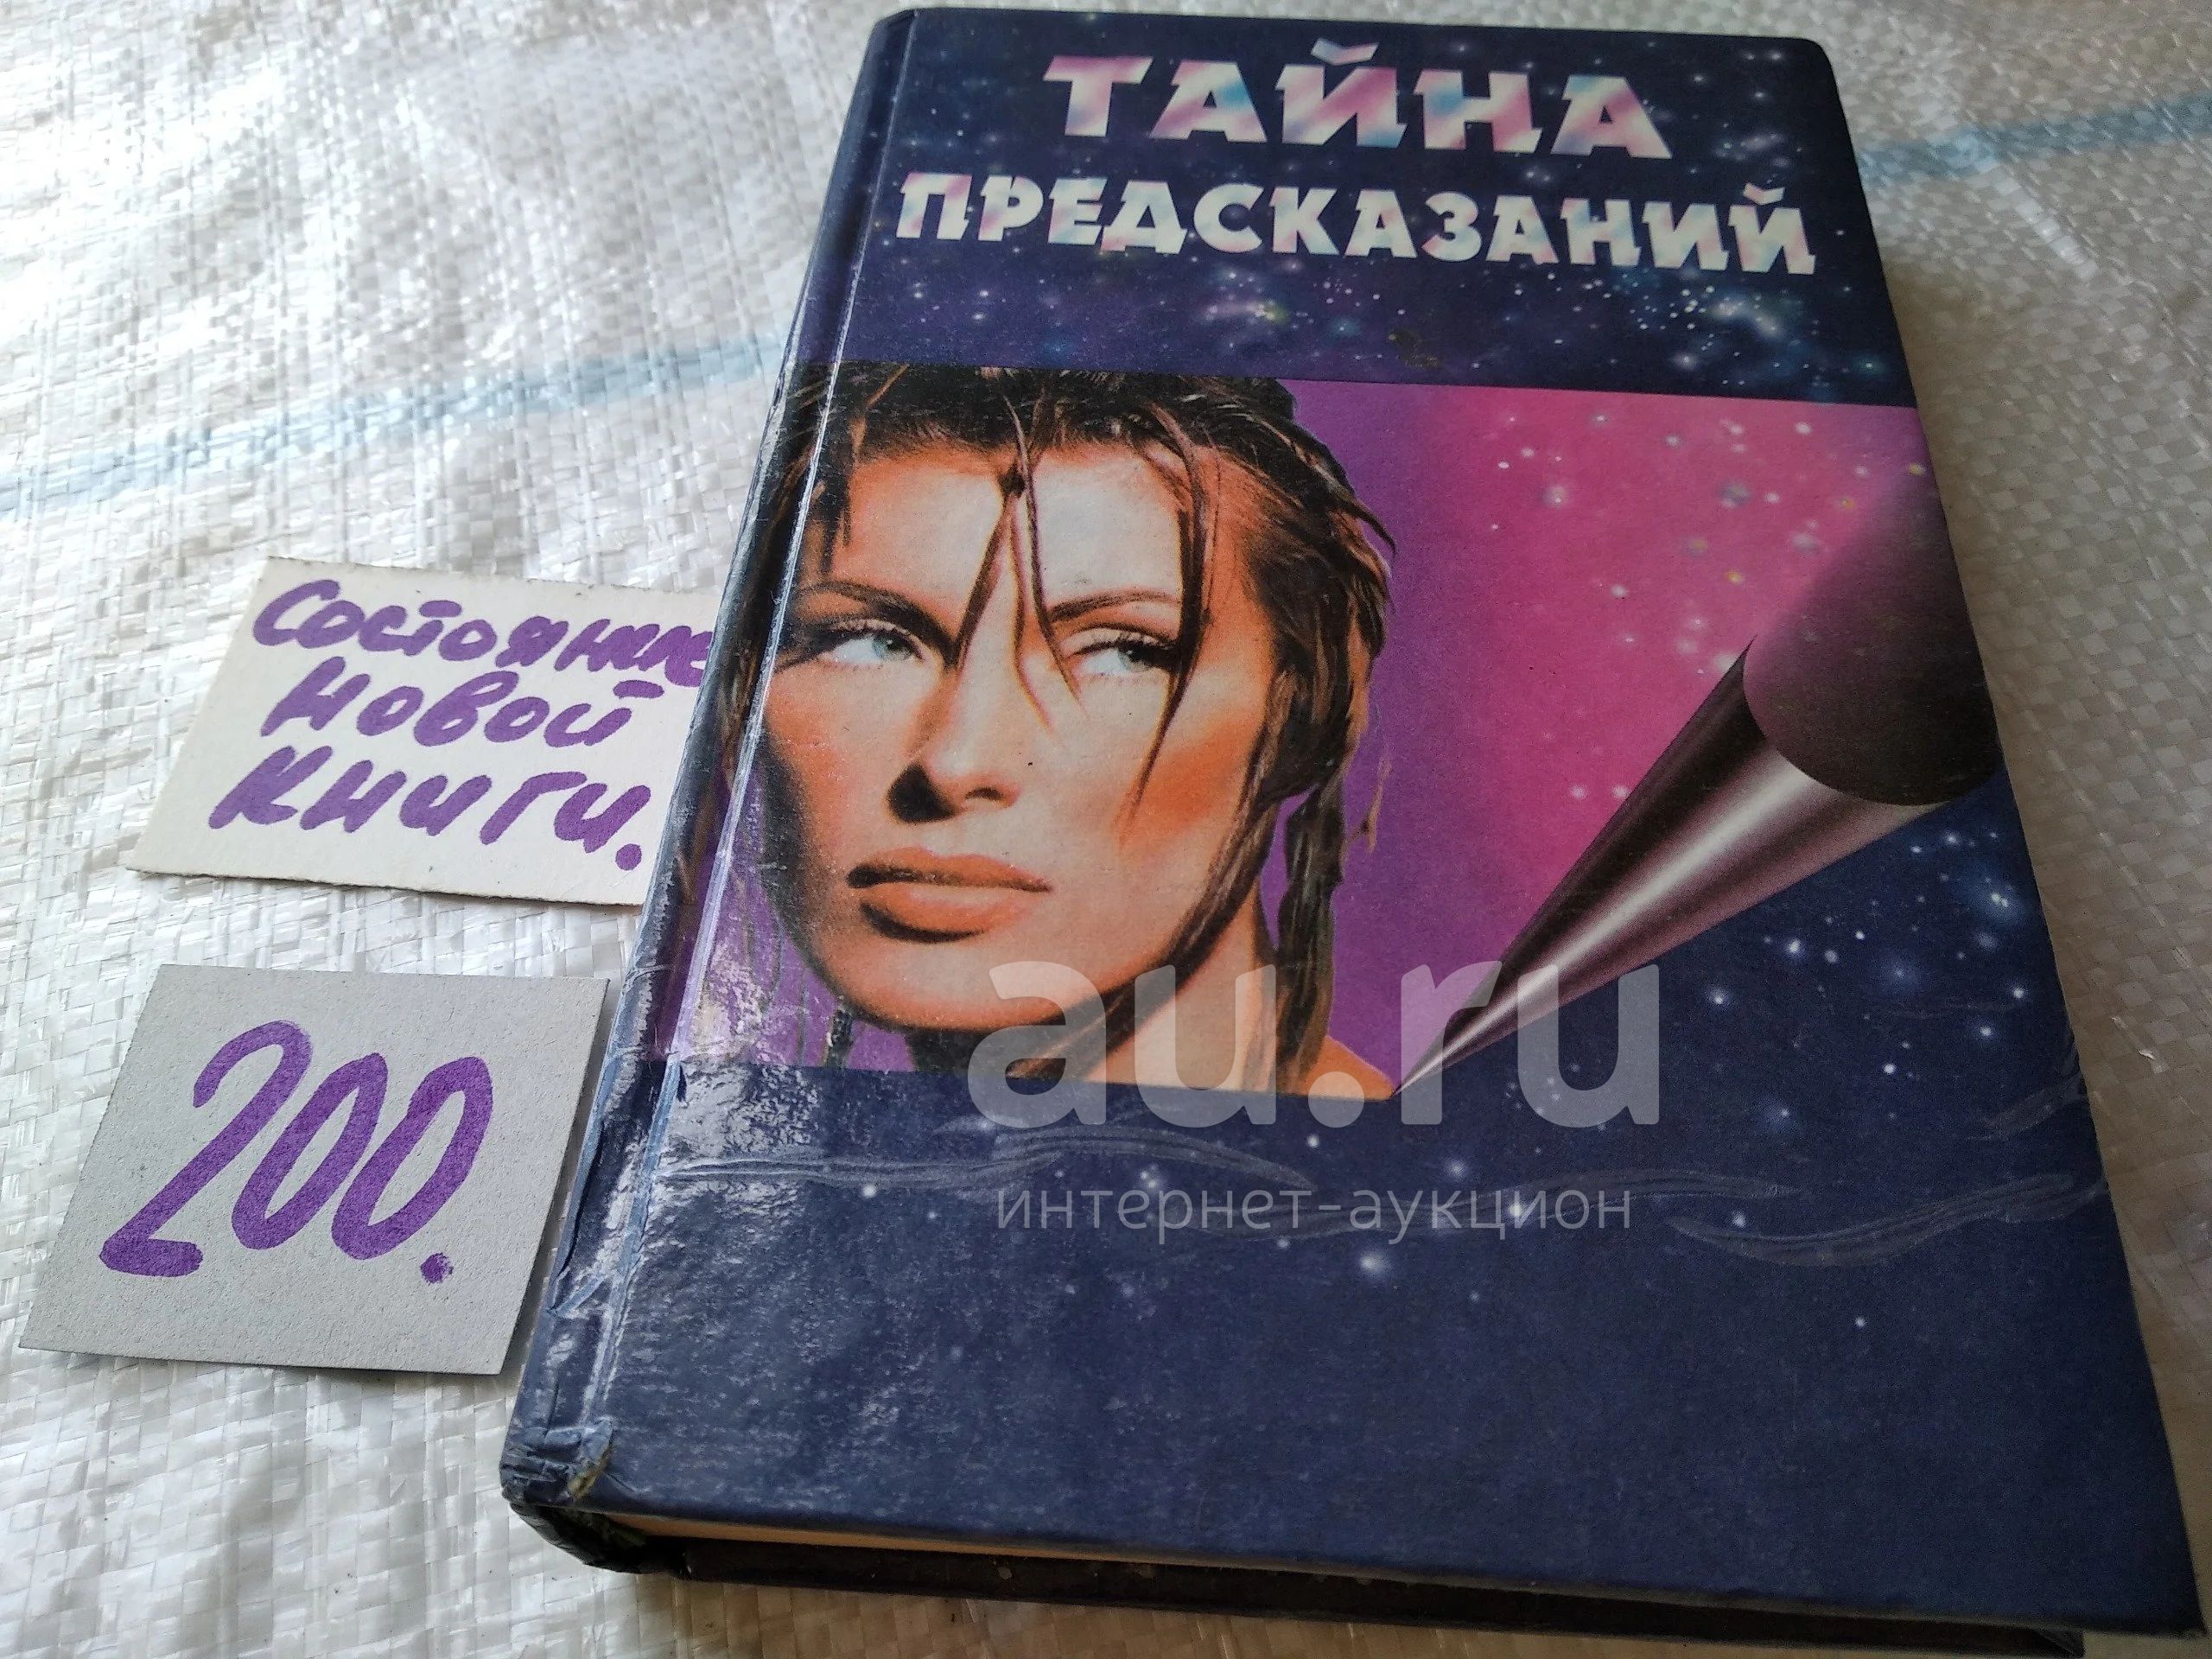 ТАЙНА
ПРЕДСКАЗАНИЙ
Состояние
новой
книги.
200.
au.ru
интернет-аукцион